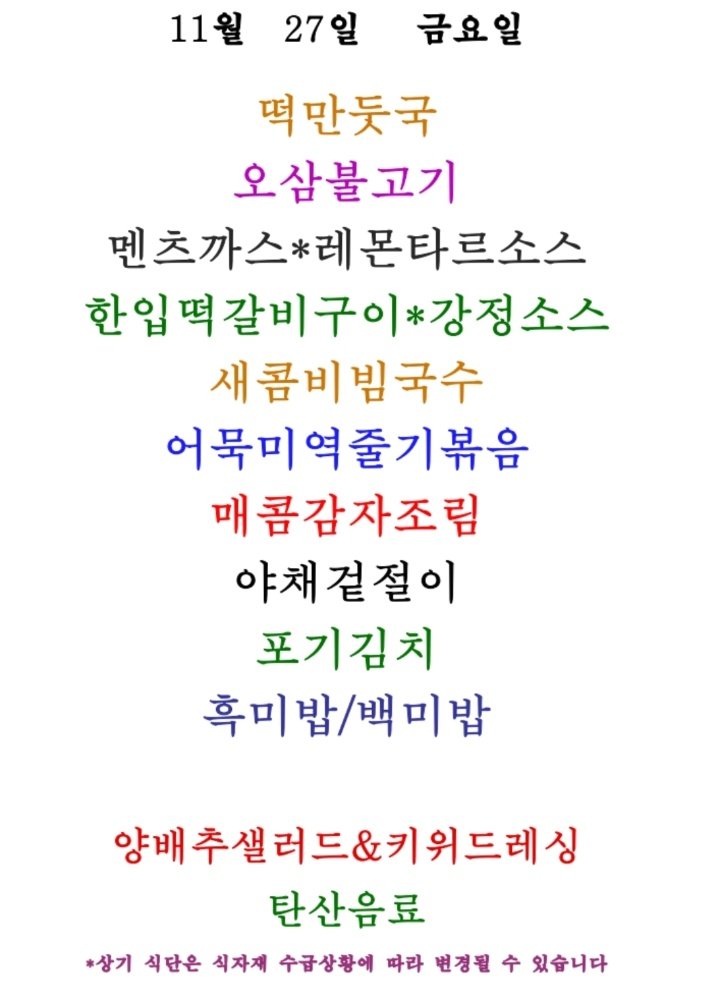 11월 27일 금요일
떡만둣국
오삼불고기
멘츠까스*레몬타르소스
한입떡갈비구이*강정소스
새콤비빔국수
어묵미역줄기볶음
매콤감자조림
야채겉절이
포기김치
흑미밥/백미밥
양배추샐러드&키위드레싱
탄산음료
*상기 식단은 식자재 수급상황에 따라 변경될 수 있습니다